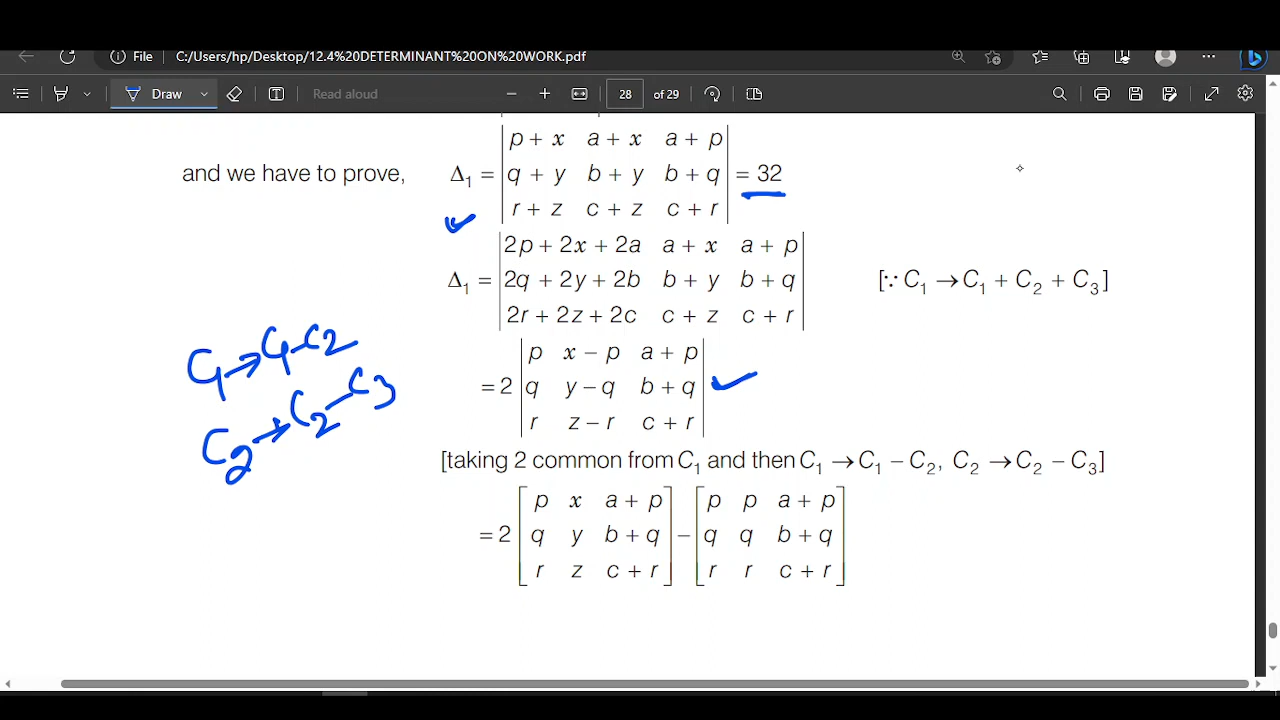 File C:/Users/hp/Desktop/12.4%20DETERMINANT%20ON%20WORK.pdf
Draw Read aloud 28 of 29
and we have to prove, Δ₁ = | p + x a + x a + p |
| q + y b + y b + q | = 32
| r + z c + z c + r |
| 2p + 2x + 2a a + x a + p |
Δ₁ = | 2q + 2y + 2b b + y b + q | [∵ C₁ → C₁ + C₂ + C₃]
| 2r + 2z + 2c c + z c + r |
C₁ → C₁ - C2
C₂ → C₂ - C3
| p x – p a + p |
= 2 | q y – q b + q |
| r z – r c + r |
[taking 2 common from C₁ and then C₁ → C₁ – C₂, C₂ → C₂ – C₃]
[ p x a + p ] [ p p a + p ]
= 2 [ q y b + q ] – [ q q b + q ]
[ r z c + r ] [ r r c + r ]